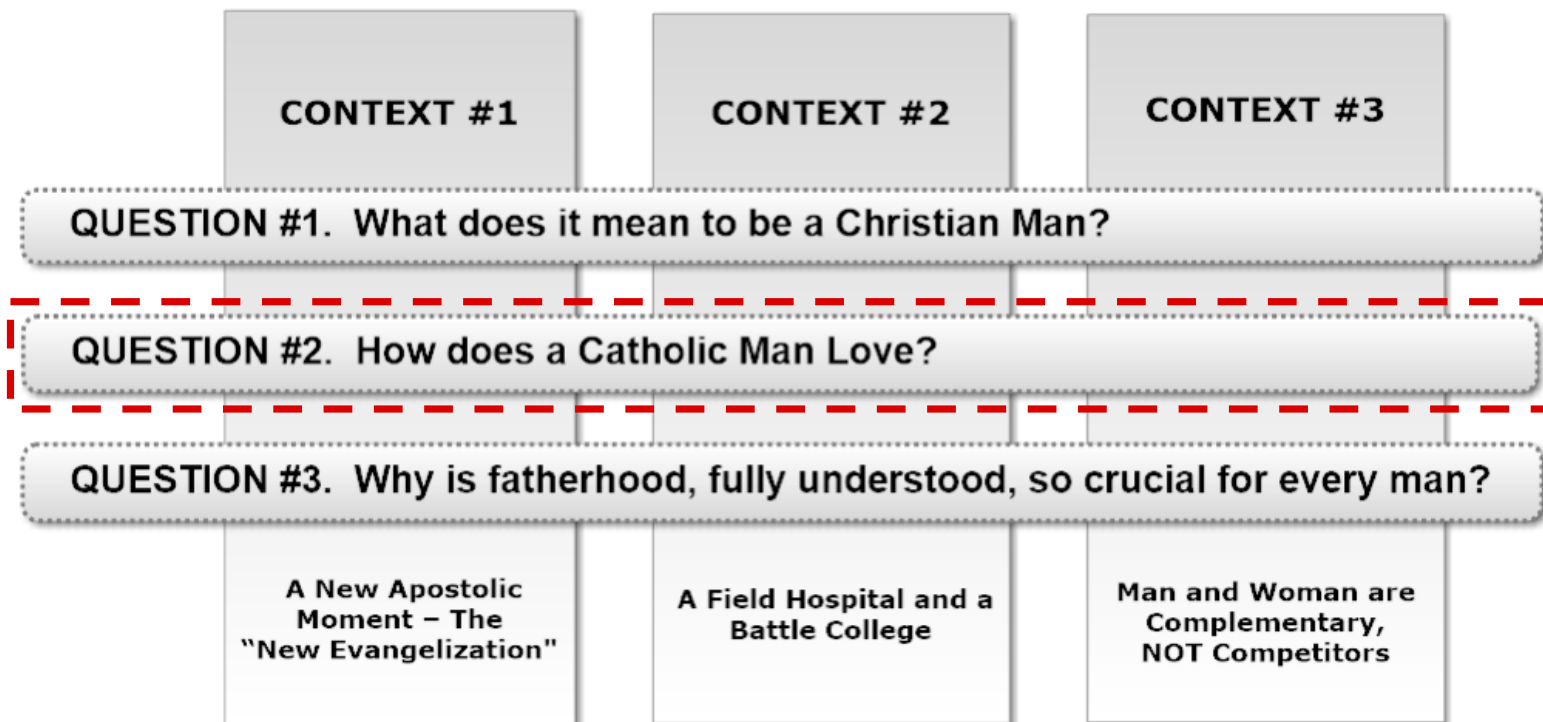 CONTEXT #1
CONTEXT #2
CONTEXT #3
QUESTION #1.  What does it mean to be a Christian Man?
QUESTION #2.  How does a Catholic Man Love?
QUESTION #3.  Why is fatherhood, fully understood, so crucial for every man?
A New Apostolic
Moment – The
“New Evangelization"
A Field Hospital and a
Battle College
Man and Woman are
Complementary,
NOT Competitors